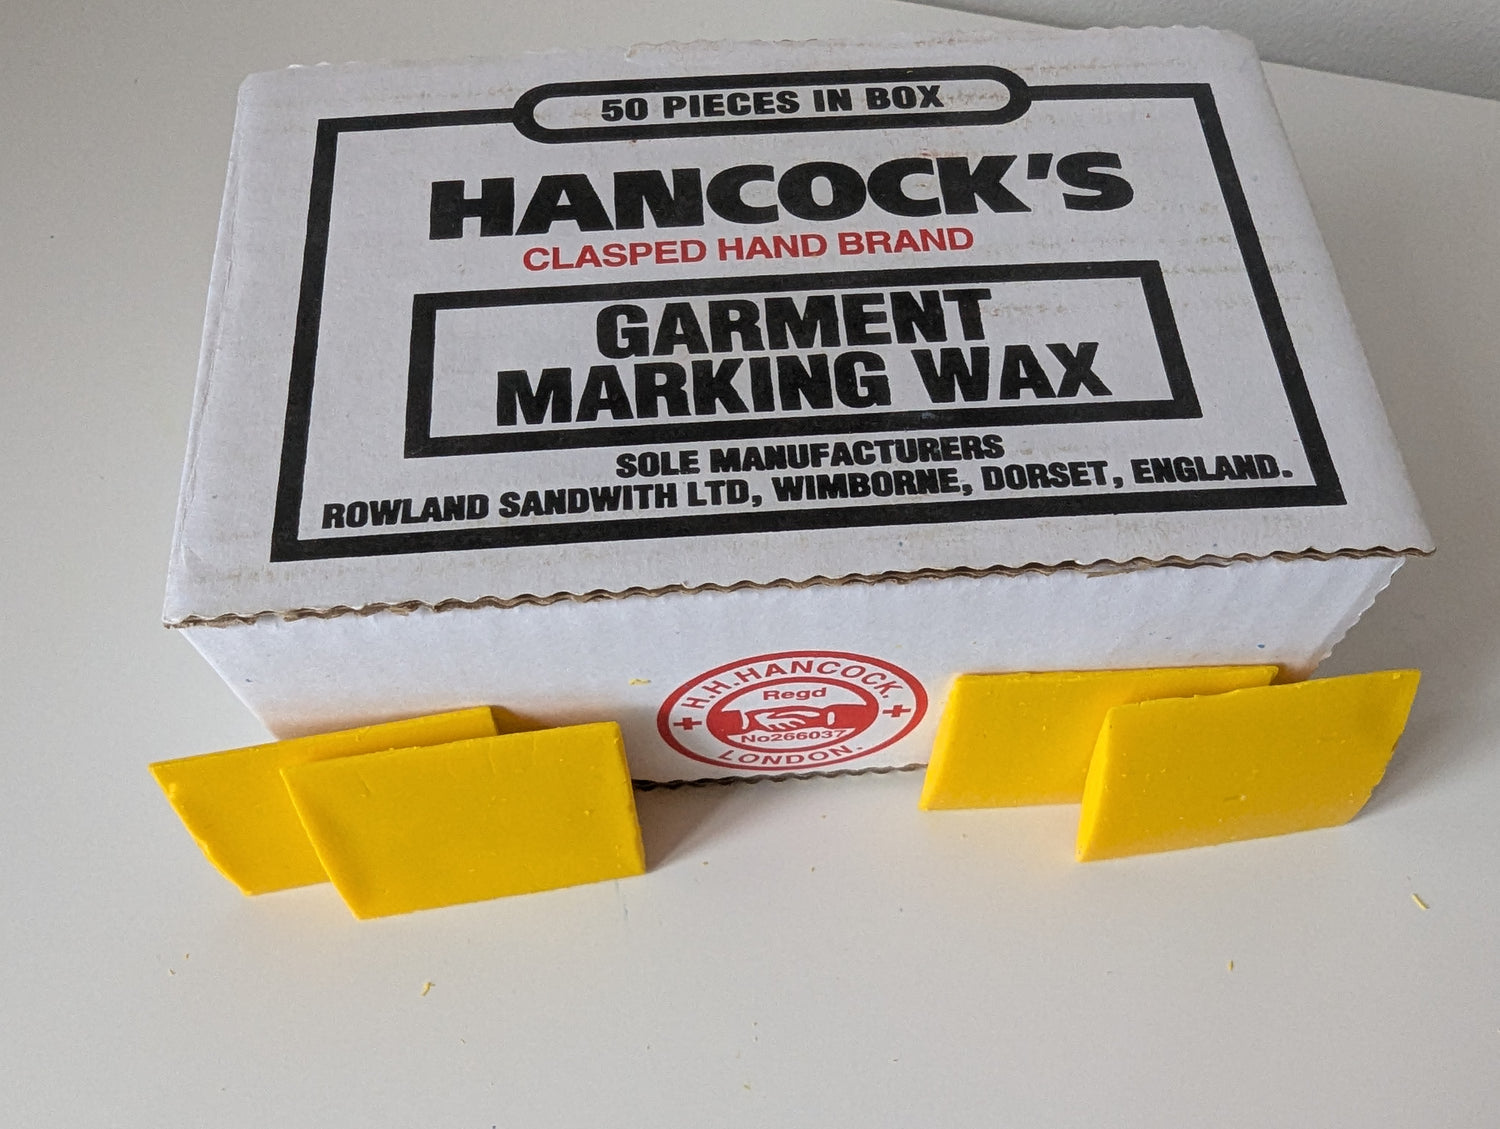 50 PIECES IN BOX
HANCOCK'S
CLASPED HAND BRAND
GARMENT
MARKING WAX
SOLE MANUFACTURERS
ROWLAND SANDWITH LTD, WIMBORNE, DORSET, ENGLAND.
H.H.HANCOCK.
Regd
No266037
LONDON.